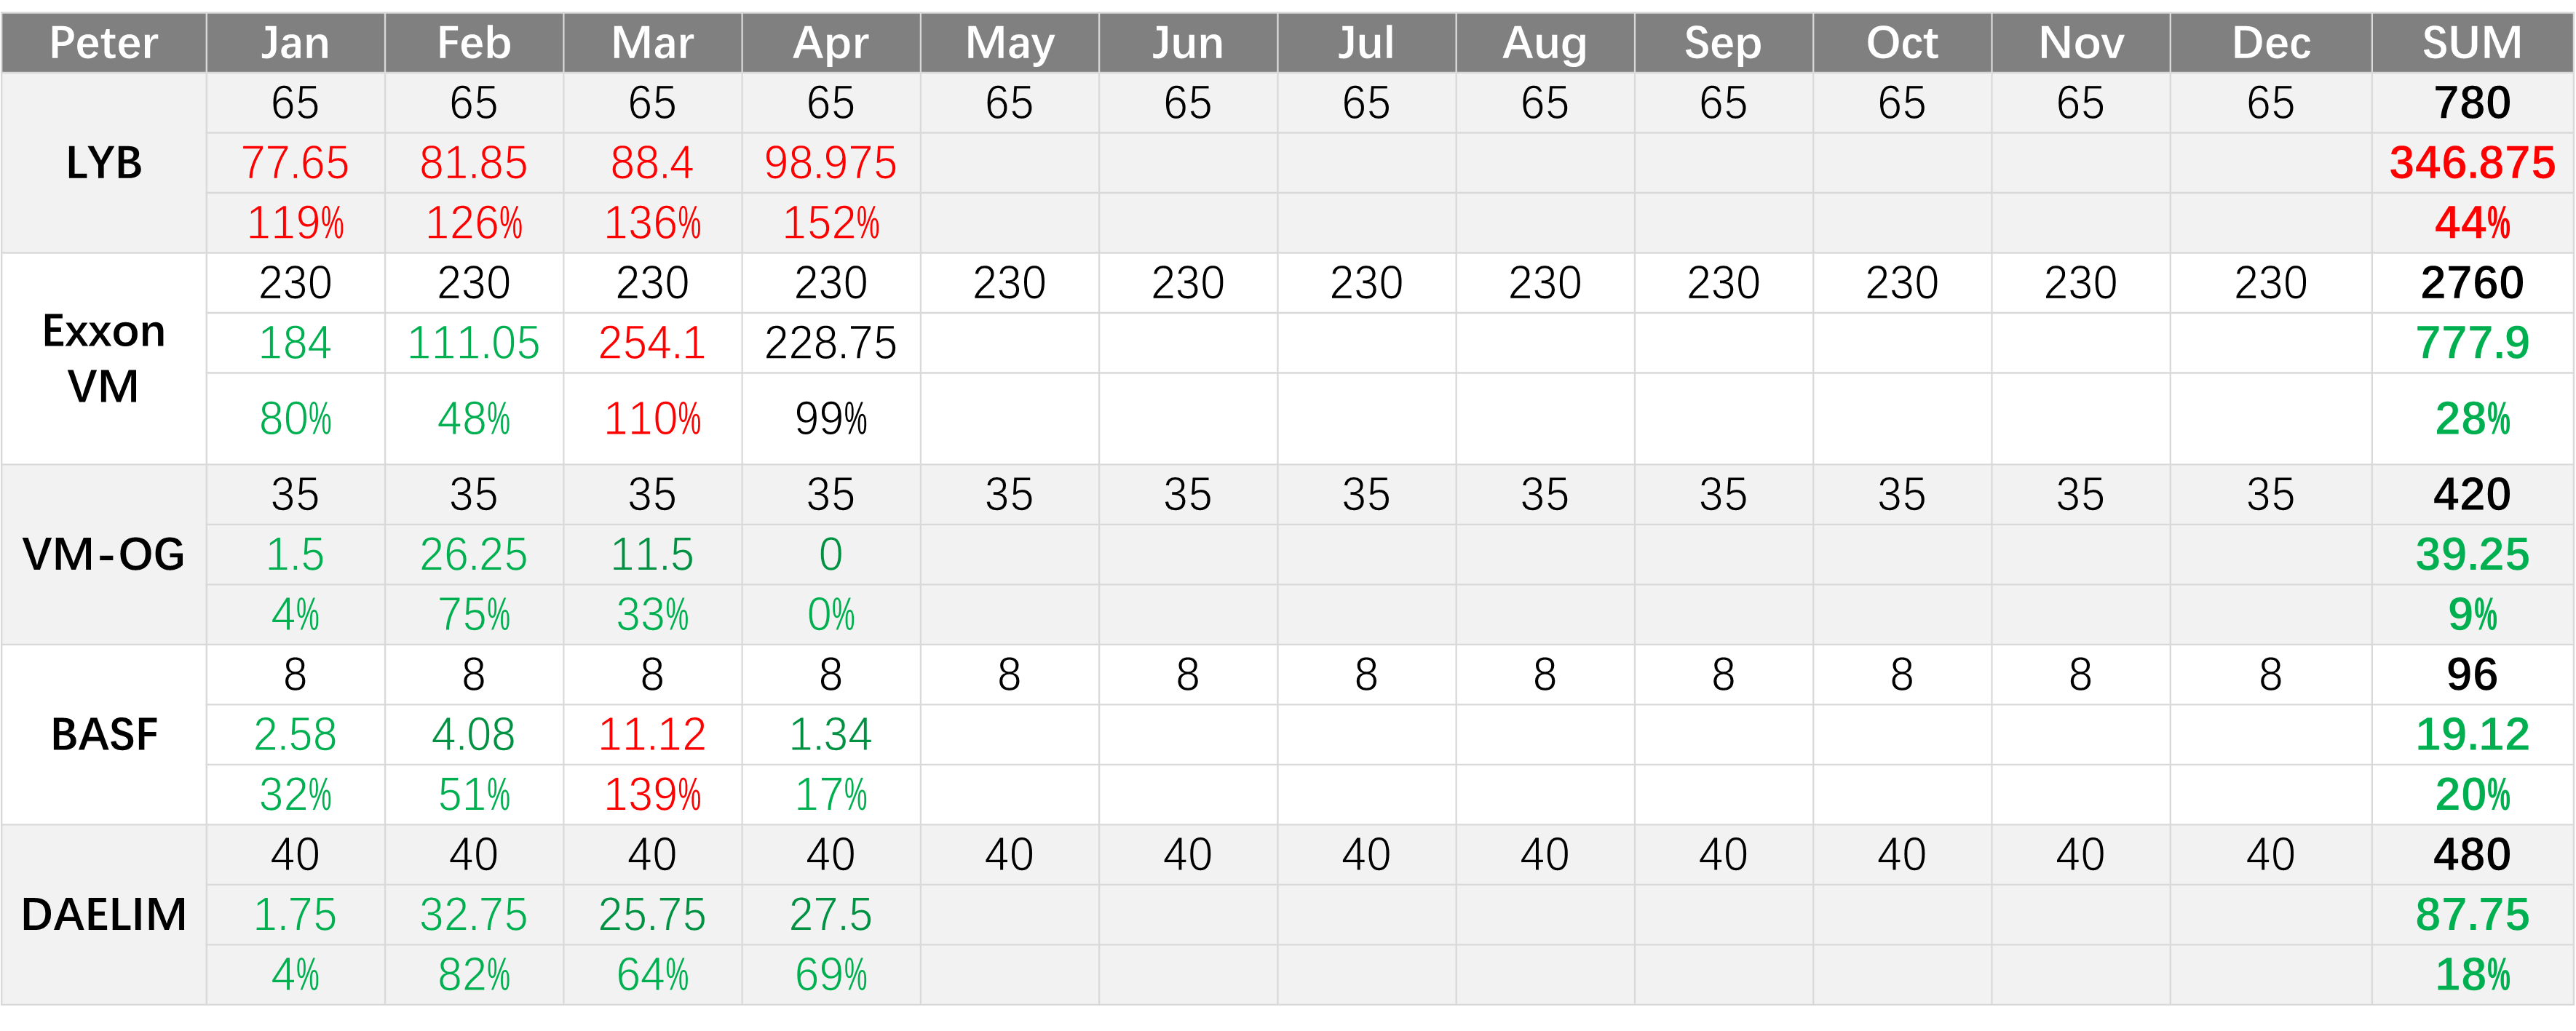 Peter Jan Feb Mar Apr May Jun Jul Aug Sep Oct Nov Dec SUM
LYB
65 65 65 65 65 65 65 65 65 65 65 65 780
77.65 81.85 88.4 98.975 346.875
119% 126% 136% 152% 44%
Exxon
VM
230 230 230 230 230 230 230 230 230 230 230 230 2760
184 111.05 254.1 228.75 777.9
80% 48% 110% 99% 28%
VM-OG
35 35 35 35 35 35 35 35 35 35 35 35 420
1.5 26.25 11.5 0 39.25
4% 75% 33% 0% 9%
BASF
8 8 8 8 8 8 8 8 8 8 8 8 96
2.58 4.08 11.12 1.34 19.12
32% 51% 139% 17% 20%
DAELIM
40 40 40 40 40 40 40 40 40 40 40 40 480
1.75 32.75 25.75 27.5 87.75
4% 82% 64% 69% 18%